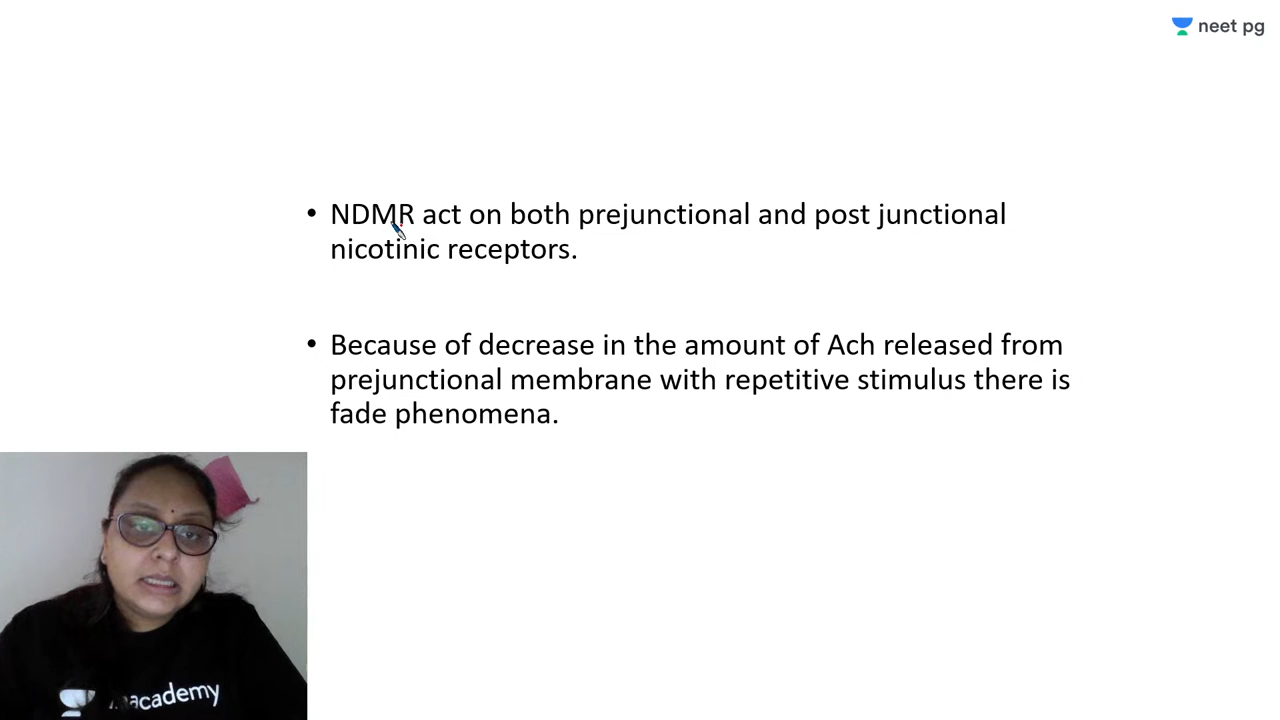 neet pg
• NDMR act on both prejunctional and post junctional
nicotinic receptors.
• Because of decrease in the amount of Ach released from
prejunctional membrane with repetitive stimulus there is
fade phenomena.